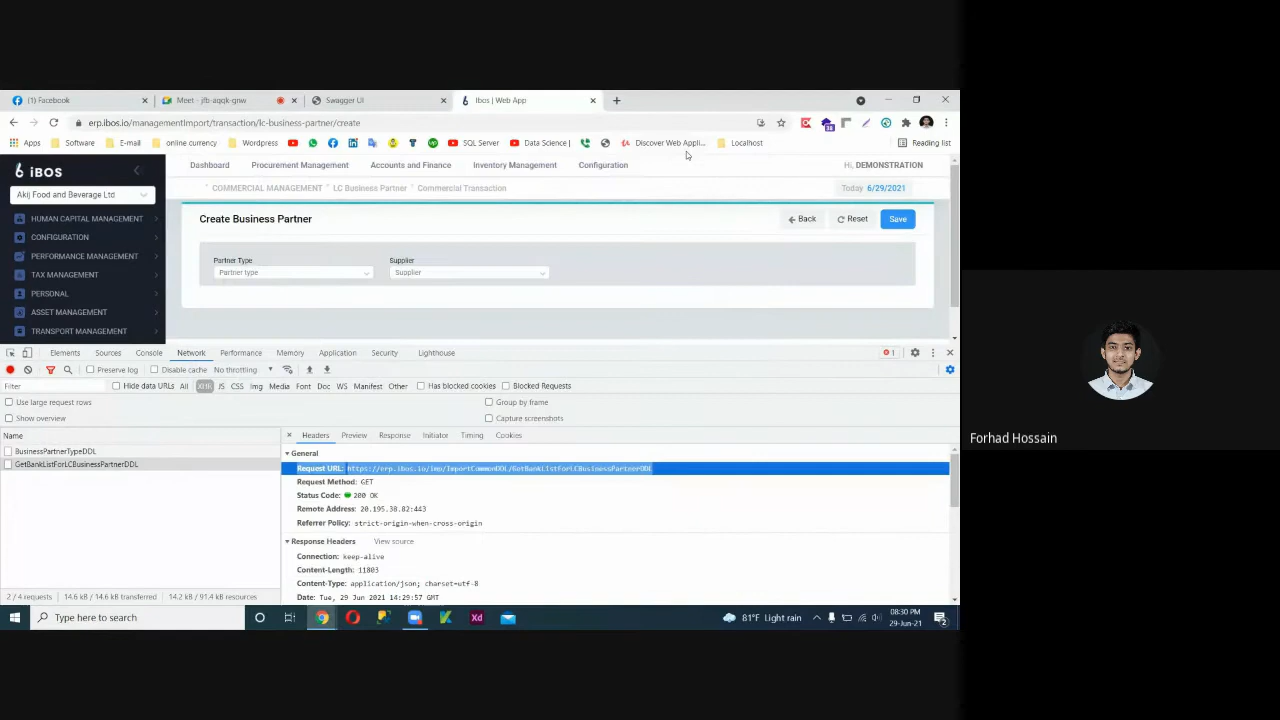 (1) Facebook
Meet - jfb-aqqk-gnw
Swagger UI
Ibos | Web App
erp.ibos.io/managementImport/transaction/lc-business-partner/create
Apps
Software
E-mail
online currency
Wordpress
SQL Server
Data Science |
Discover Web Appli...
Localhost
Reading list
iBOS
Dashboard
Procurement Management
Accounts and Finance
Inventory Management
Configuration
Hi, DEMONSTRATION
Akij Food and Beverage Ltd
COMMERCIAL MANAGEMENT
LC Business Partner
Commercial Transaction
Today 6/29/2021
HUMAN CAPITAL MANAGEMENT
CONFIGURATION
PERFORMANCE MANAGEMENT
TAX MANAGEMENT
PERSONAL
ASSET MANAGEMENT
TRANSPORT MANAGEMENT
Create Business Partner
Back
Reset
Save
Partner Type
Supplier
Partner type
Supplier
Elements
Sources
Console
Network
Performance
Memory
Application
Security
Lighthouse
1
Preserve log
Disable cache
No throttling
Filter
Hide data URLs
All
XHR
JS
CSS
Img
Media
Font
Doc
WS
Manifest
Other
Has blocked cookies
Blocked Requests
Use large request rows
Group by frame
Show overview
Capture screenshots
Name
Headers
Preview
Response
Initiator
Timing
Cookies
BusinessPartnerTypeDDL
GetBankListForLCBusinessPartnerDDL
General
Request URL: https://erp.ibos.io/imp/ImportCommonDDL/GetBankListForLCBusinessPartnerDDL
Request Method: GET
Status Code: 200 OK
Remote Address: 20.195.38.82:443
Referrer Policy: strict-origin-when-cross-origin
Response Headers
View source
Connection: keep-alive
Content-Length: 11803
Content-Type: application/json; charset=utf-8
Date: Tue, 29 Jun 2021 14:29:57 GMT
2 / 4 requests
14.6 kB / 14.6 kB transferred
14.2 kB / 91.4 kB resources
Type here to search
Xd
81°F Light rain
08:30 PM
29-Jun-21
2
Forhad Hossain